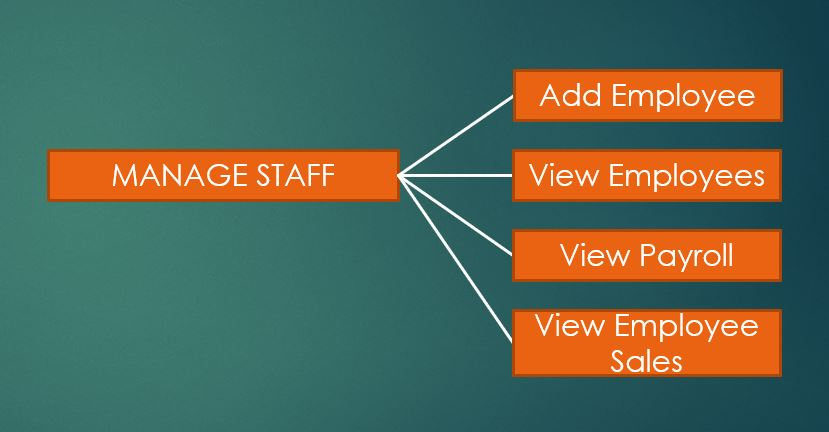 MANAGE STAFF
Add Employee
View Employees
View Payroll
View Employee
Sales